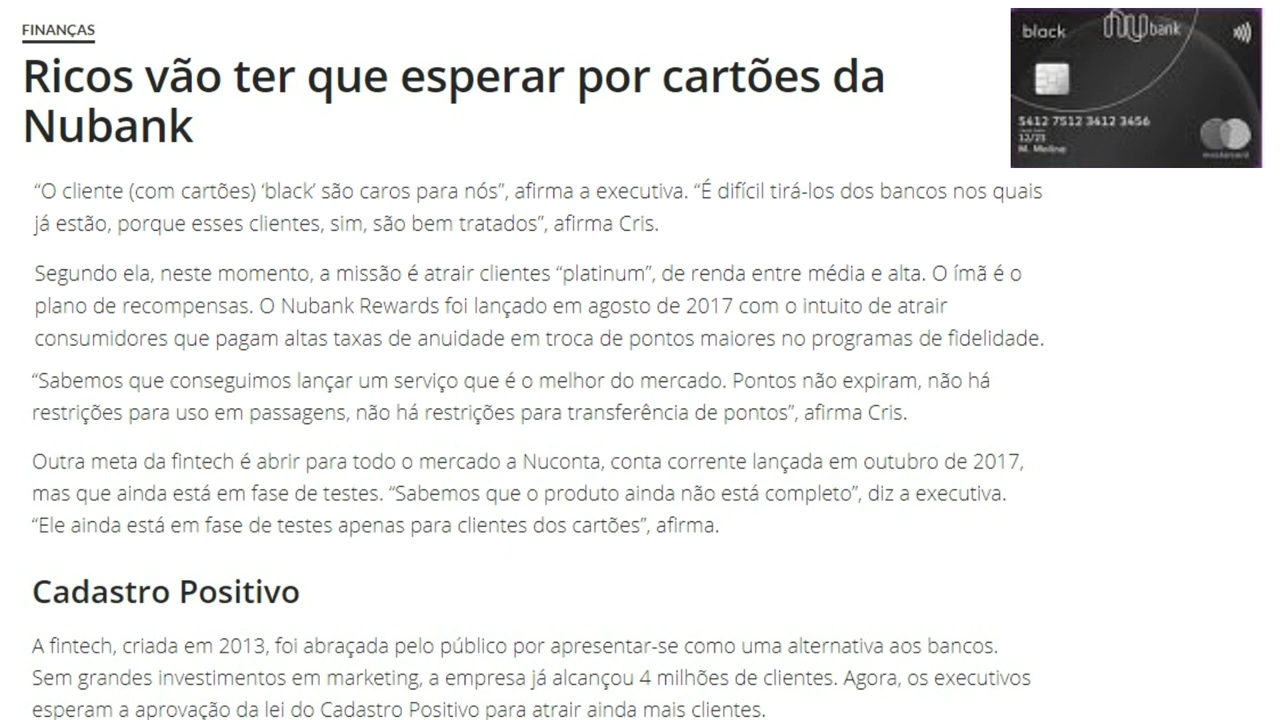 FINANÇAS
Ricos vão ter que esperar por cartões da
Nubank
black
nu bank
5412 7512 3412 3456
12/23
M. Molina
mastercard
“O cliente (com cartões) ‘black’ são caros para nós”, afirma a executiva. “É difícil tirá-los dos bancos nos quais
já estão, porque esses clientes, sim, são bem tratados”, afirma Cris.
Segundo ela, neste momento, a missão é atrair clientes “platinum”, de renda entre média e alta. O ímã é o
plano de recompensas. O Nubank Rewards foi lançado em agosto de 2017 com o intuito de atrair
consumidores que pagam altas taxas de anuidade em troca de pontos maiores no programas de fidelidade.
“Sabemos que conseguimos lançar um serviço que é o melhor do mercado. Pontos não expiram, não há
restrições para uso em passagens, não há restrições para transferência de pontos”, afirma Cris.
Outra meta da fintech é abrir para todo o mercado a Nuconta, conta corrente lançada em outubro de 2017,
mas que ainda está em fase de testes. “Sabemos que o produto ainda não está completo”, diz a executiva.
“Ele ainda está em fase de testes apenas para clientes dos cartões”, afirma.
Cadastro Positivo
A fintech, criada em 2013, foi abraçada pelo público por apresentar-se como uma alternativa aos bancos.
Sem grandes investimentos em marketing, a empresa já alcançou 4 milhões de clientes. Agora, os executivos
esperam a aprovação da lei do Cadastro Positivo para atrair ainda mais clientes.